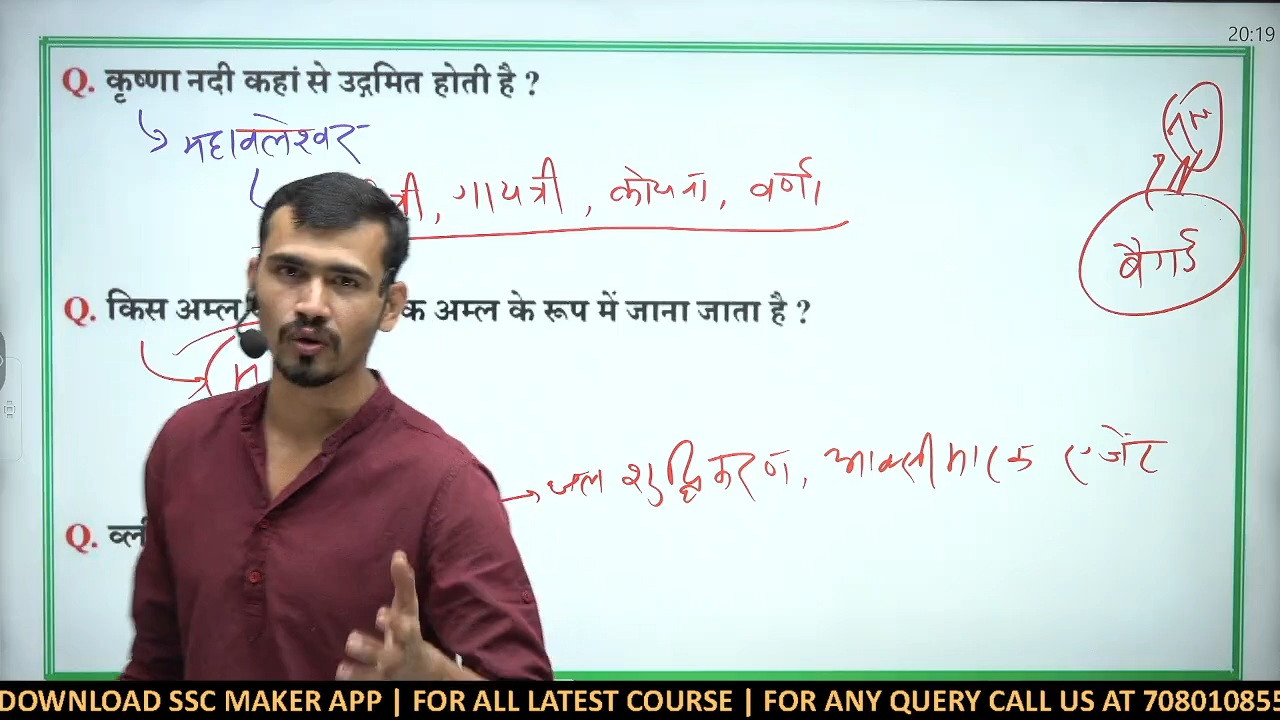 20:19
Q. कृष्णा नदी कहां से उद्गमित होती है ?
महाबलेश्वर
त्री, गायत्री, कोयना, वर्णा
Q. किस अम्ल क अम्ल के रूप में जाना जाता है ?
→ जल शुद्धिकरण, आक्सीकारक एजेंट
Q. व्ली
DOWNLOAD SSC MAKER APP | FOR ALL LATEST COURSE | FOR ANY QUERY CALL US AT 708010855